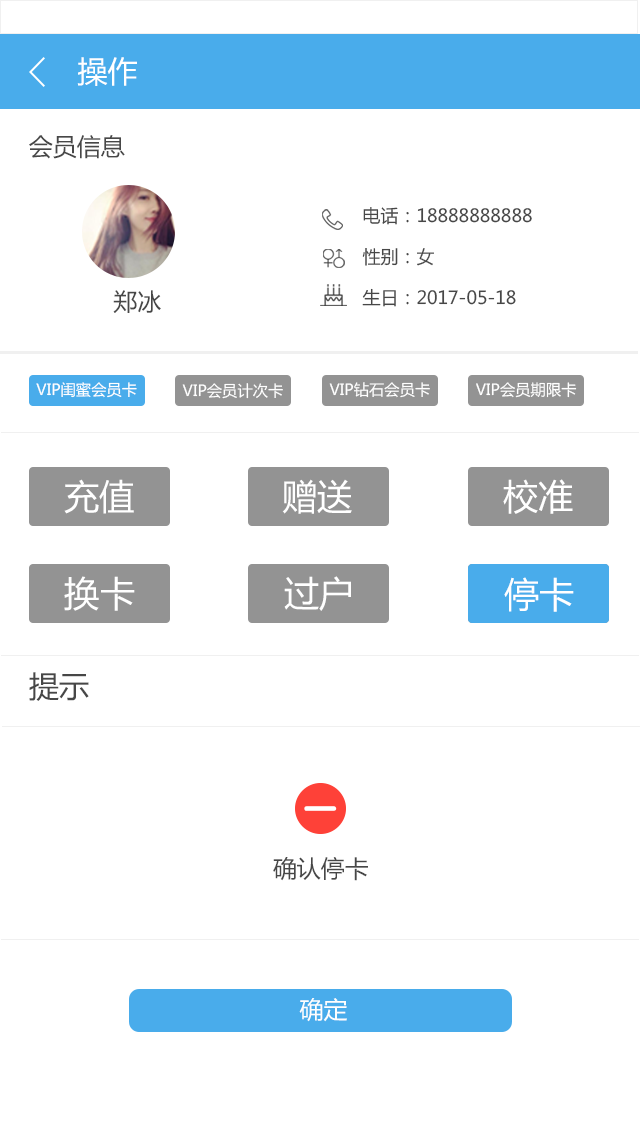 操作
会员信息
郑冰
电话：18888888888
性别：女
生日：2017-05-18
VIP闺蜜会员卡 VIP会员计次卡 VIP钻石会员卡 VIP会员期限卡
充值 赠送 校准
换卡 过户 停卡
提示
确认停卡
确定